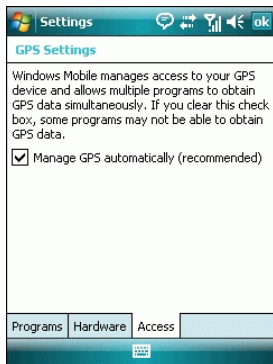 Settings
ok
GPS Settings
Windows Mobile manages access to your GPS
device and allows multiple programs to obtain
GPS data simultaneously. If you clear this check
box, some programs may not be able to obtain
GPS data.
Manage GPS automatically (recommended)
Programs Hardware Access